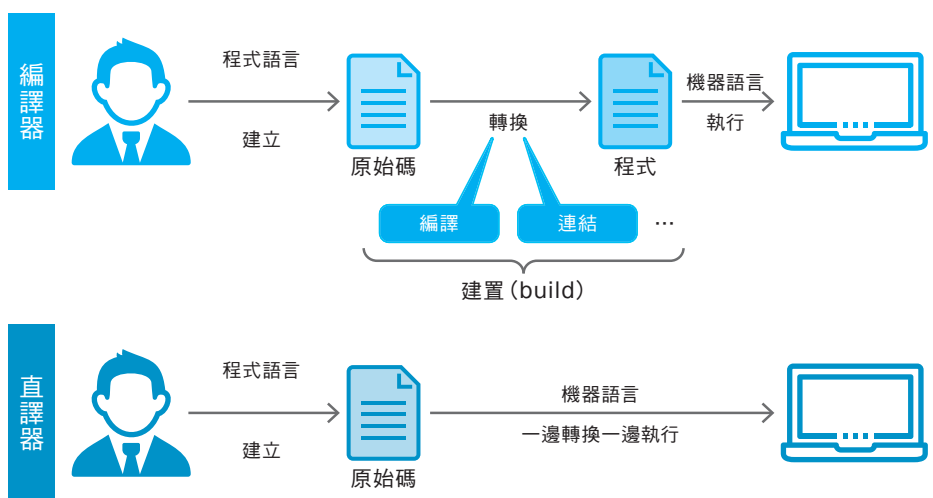 編譯器
程式語言
建立
原始碼
轉換
程式
機器語言
執行
編譯
連結
…
建置(build)
直譯器
程式語言
建立
原始碼
機器語言
一邊轉換一邊執行